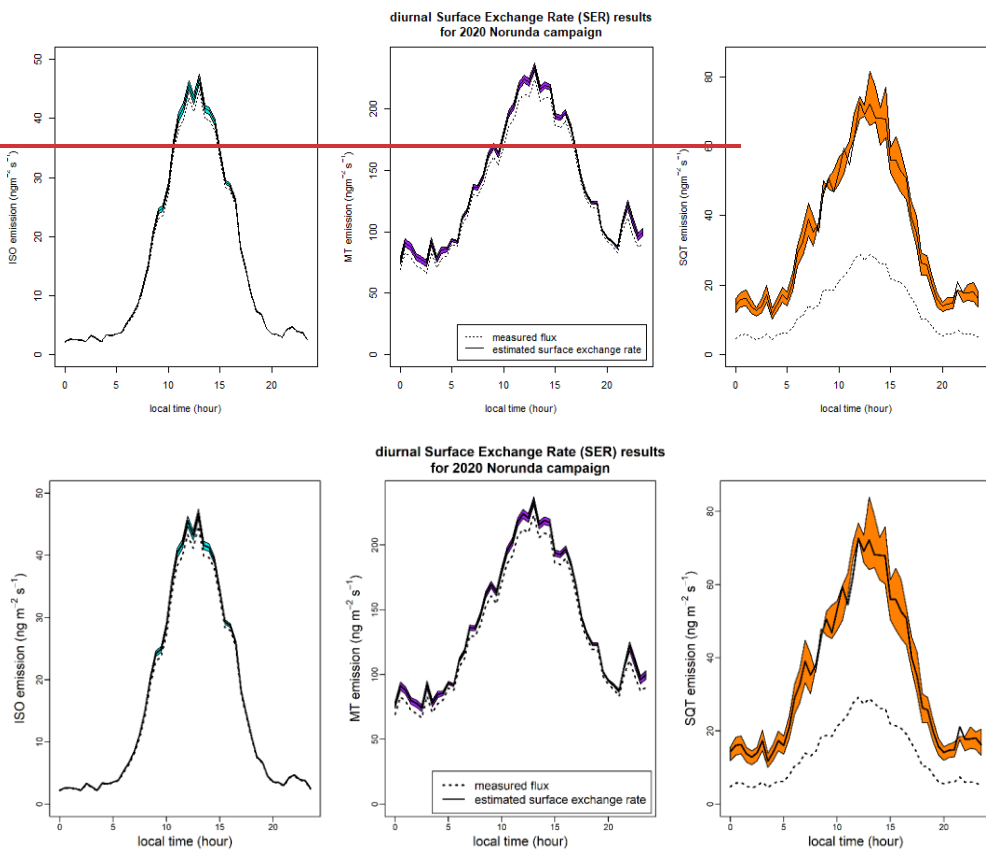 diurnal Surface Exchange Rate (SER) results
for 2020 Norunda campaign
ISO emission (ngm⁻² s⁻¹)
0 10 20 30 40 50
0 5 10 15 20
local time (hour)
MT emission (ngm⁻² s⁻¹)
0 50 100 150 200
measured flux
estimated surface exchange rate
0 5 10 15 20
local time (hour)
SQT emission (ngm⁻² s⁻¹)
0 20 40 60 80
0 5 10 15 20
local time (hour)
diurnal Surface Exchange Rate (SER) results
for 2020 Norunda campaign
ISO emission (ng m⁻² s⁻¹)
0 10 20 30 40 50
0 5 10 15 20
local time (hour)
MT emission (ng m⁻² s⁻¹)
0 50 100 150 200
measured flux
estimated surface exchange rate
0 5 10 15 20
local time (hour)
SQT emission (ng m⁻² s⁻¹)
0 20 40 60 80
0 5 10 15 20
local time (hour)